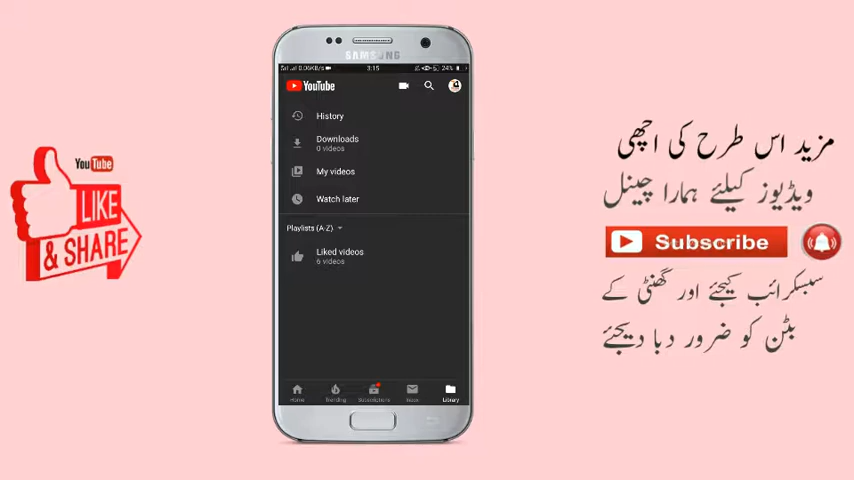 YouTube
LIKE
& SHARE
SAMSUNG
0.06KB/s
3:15
24%
YouTube
History
Downloads
0 videos
My videos
Watch later
Playlists (A-Z)
Liked videos
6 videos
Home
Trending
Subscriptions
Library
مزید اس طرح کی اچھی
ویڈیوز کیلئے ہمارا چینل
Subscribe
سبسکرائب کیجئے اور گھنٹی کے
بٹن کو ضرور دبا دیجئے